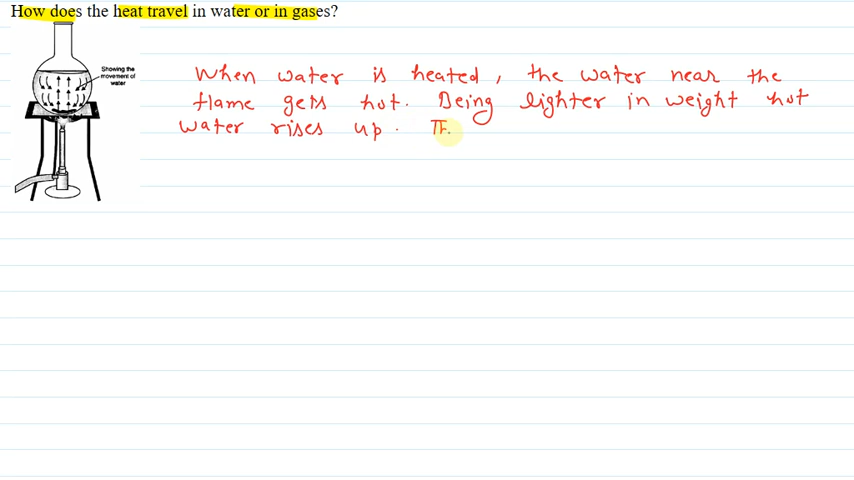 How does the heat travel in water or in gases?
Showing the
movement of
water
When water is heated, the water near the
flame gets hot. Being lighter in weight hot
water rises up.